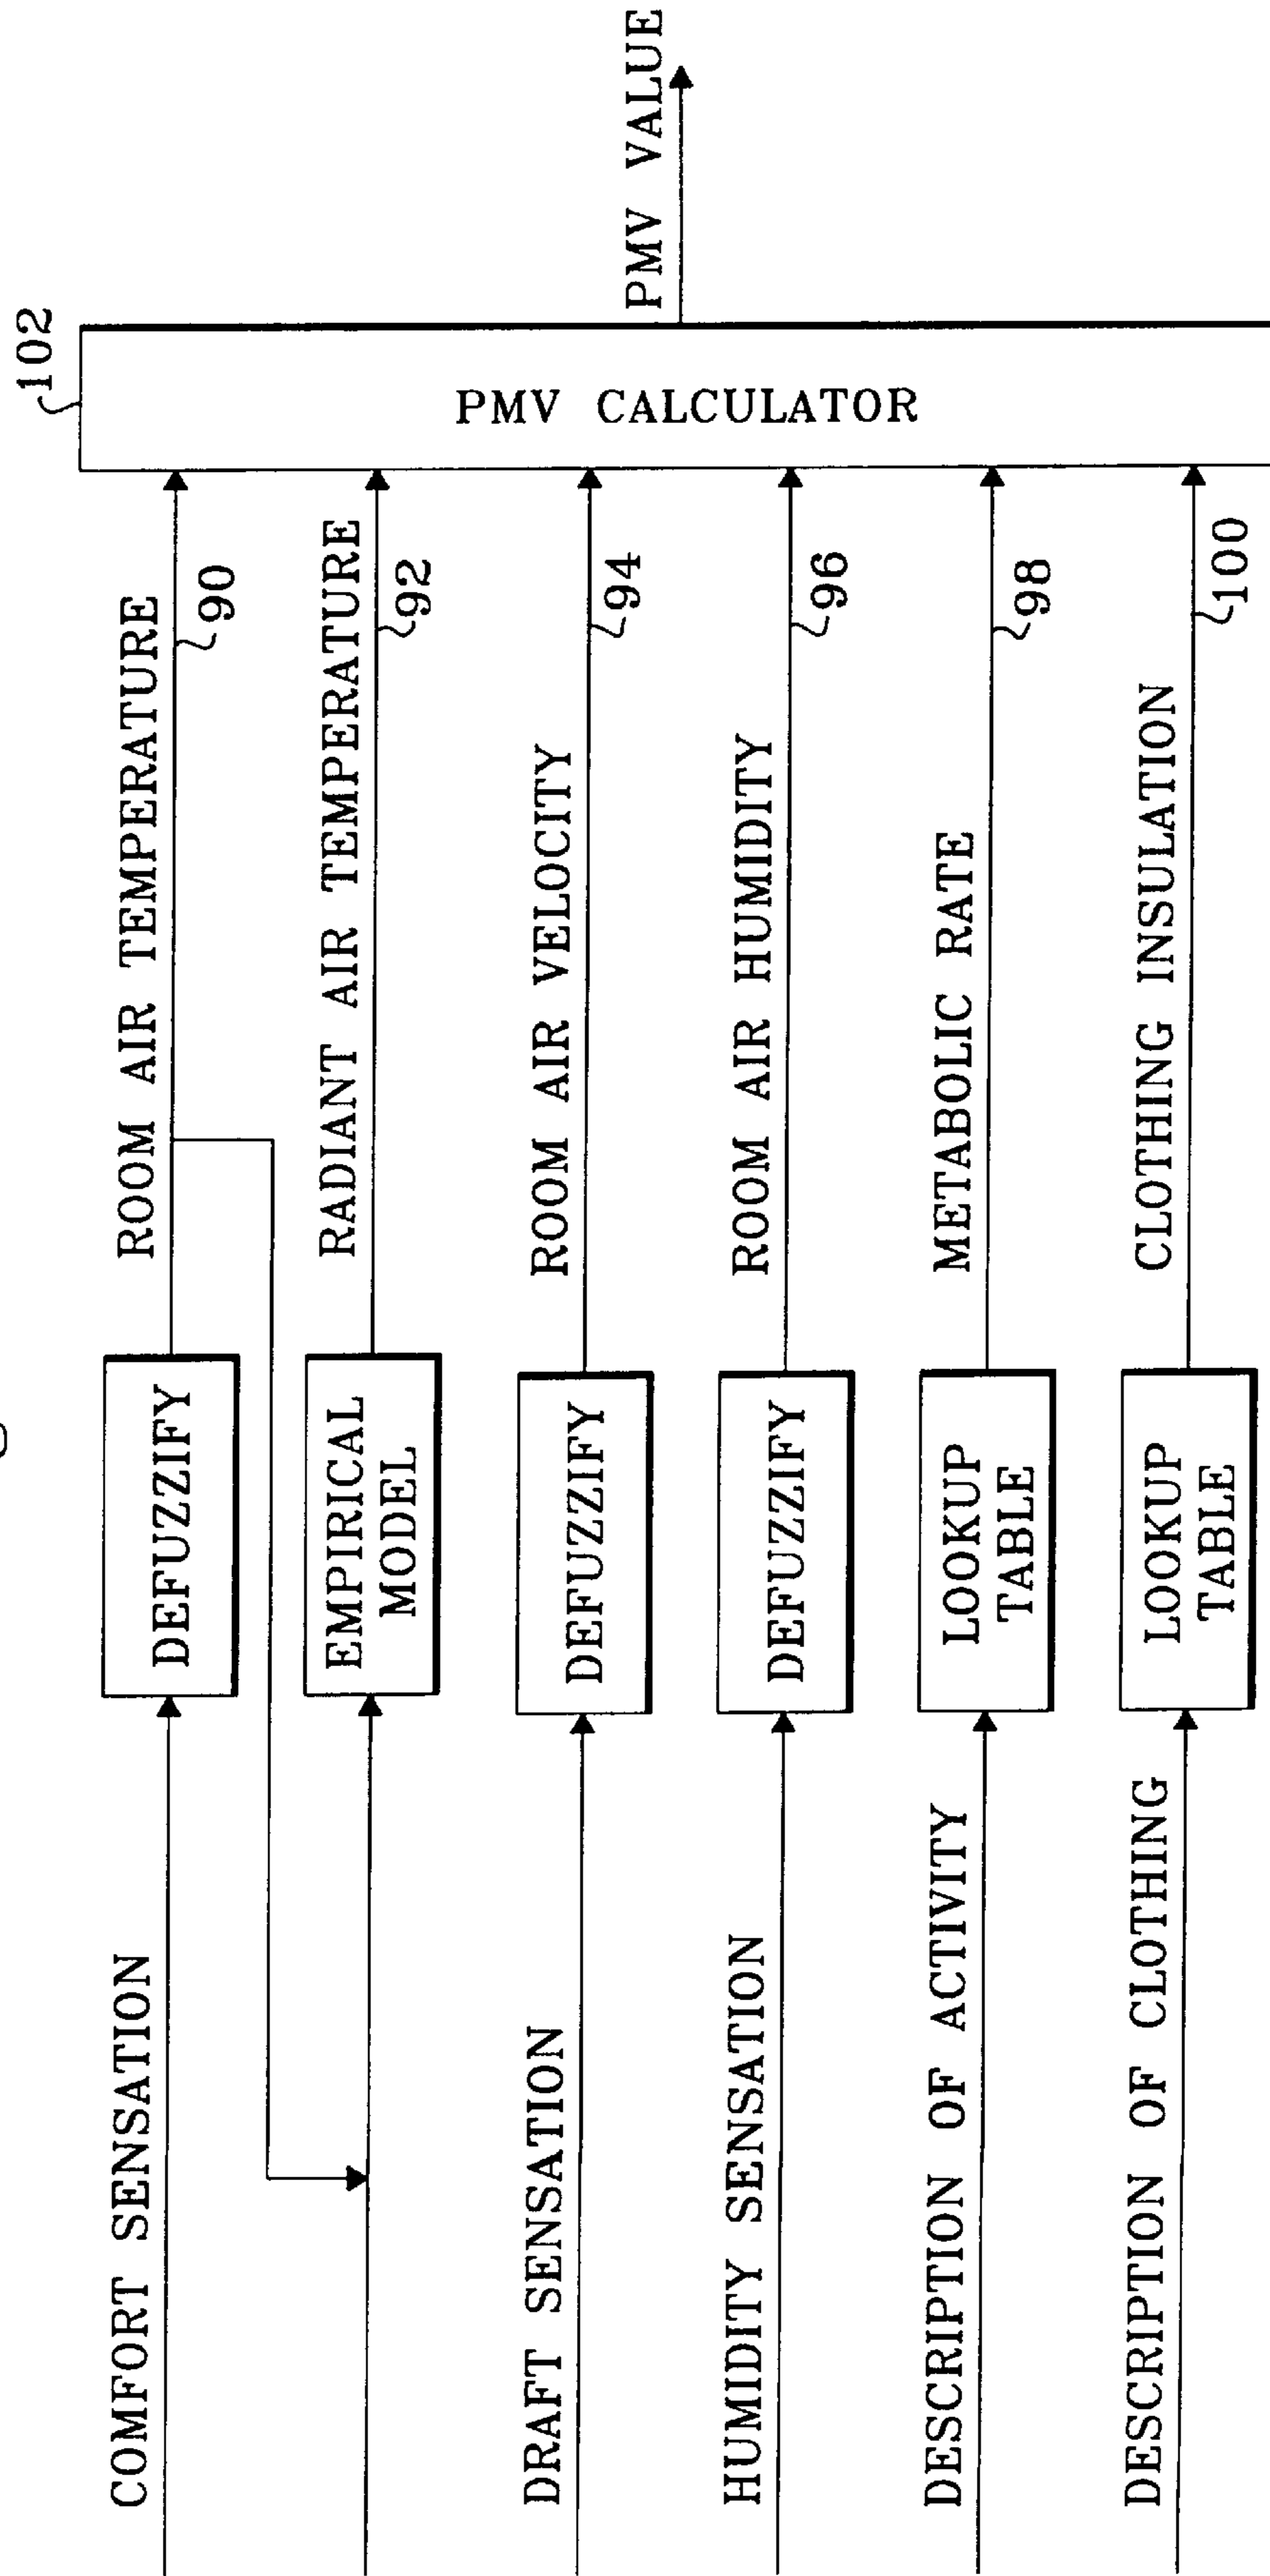 102
COMFORT SENSATION
DEFUZZIFY
ROOM AIR TEMPERATURE
90
EMPIRICAL
MODEL
RADIANT AIR TEMPERATURE
92
DRAFT SENSATION
DEFUZZIFY
ROOM AIR VELOCITY
94
PMV CALCULATOR
PMV VALUE
HUMIDITY SENSATION
DEFUZZIFY
ROOM AIR HUMIDITY
96
DESCRIPTION OF ACTIVITY
LOOKUP
TABLE
METABOLIC RATE
98
DESCRIPTION OF CLOTHING
LOOKUP
TABLE
CLOTHING INSULATION
100